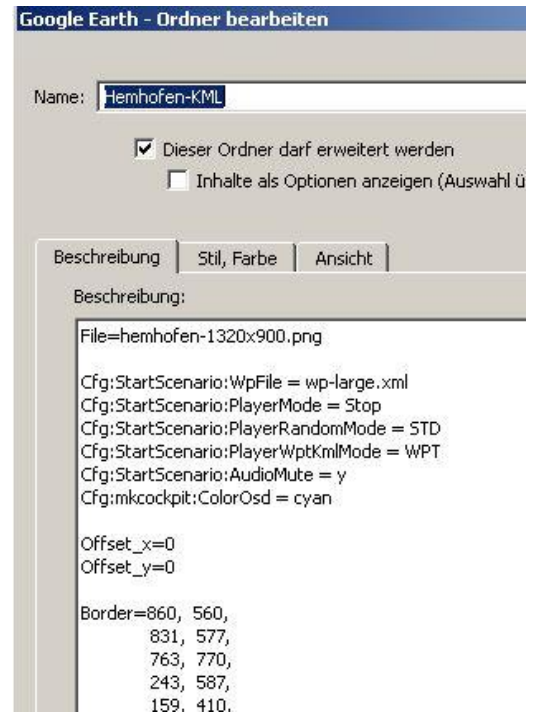 Google Earth - Ordner bearbeiten
Name: Hemhofen-KML
Dieser Ordner darf erweitert werden
Inhalte als Optionen anzeigen (Auswahl ü
Beschreibung Stil, Farbe Ansicht
Beschreibung:
File=hemhofen-1320x900.png
Cfg:StartScenario:WpFile = wp-large.xml
Cfg:StartScenario:PlayerMode = Stop
Cfg:StartScenario:PlayerRandomMode = STD
Cfg:StartScenario:PlayerWptKmlMode = WPT
Cfg:StartScenario:AudioMute = y
Cfg:mkcockpit:ColorOsd = cyan
Offset_x=0
Offset_y=0
Border=860, 560,
831, 577,
763, 770,
243, 587,
159, 410,